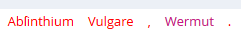 Abſinthium Vulgare , Wermut .